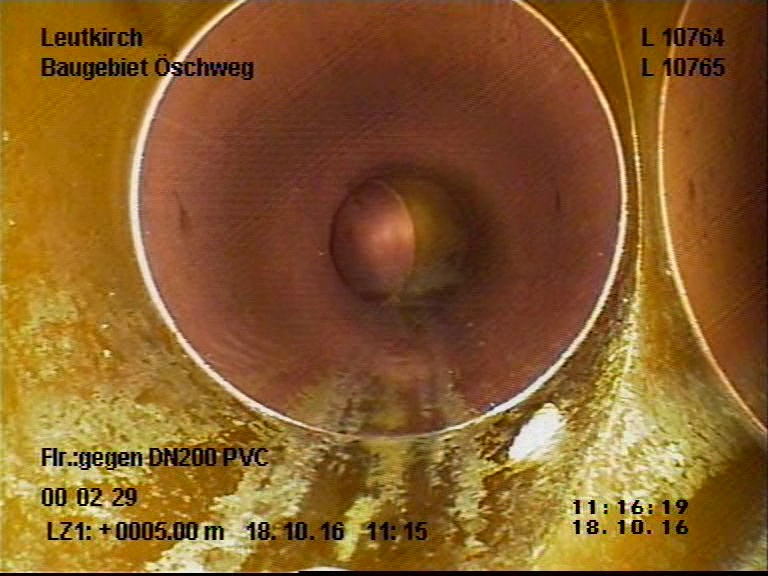 Leutkirch
Baugebiet Öschweg
L 10764
L 10765
Flr.:gegen DN200 PVC
00 02 29
LZ1: +0005.00 m 18.10.16 11:15
11:16:19
18.10.16